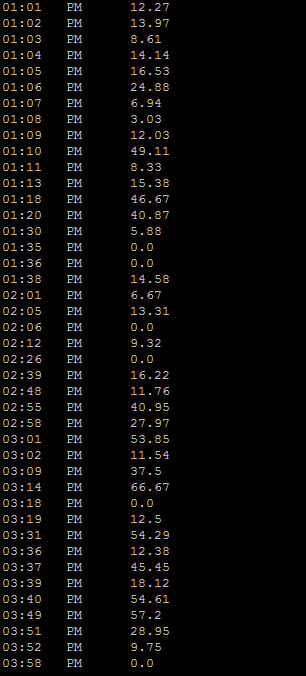 01:01 PM 12.27
01:02 PM 13.97
01:03 PM 8.61
01:04 PM 14.14
01:05 PM 16.53
01:06 PM 24.88
01:07 PM 6.94
01:08 PM 3.03
01:09 PM 12.03
01:10 PM 49.11
01:11 PM 8.33
01:13 PM 15.38
01:18 PM 46.67
01:20 PM 40.87
01:30 PM 5.88
01:35 PM 0.0
01:36 PM 0.0
01:38 PM 14.58
02:01 PM 6.67
02:05 PM 13.31
02:06 PM 0.0
02:12 PM 9.32
02:26 PM 0.0
02:39 PM 16.22
02:48 PM 11.76
02:55 PM 40.95
02:58 PM 27.97
03:01 PM 53.85
03:02 PM 11.54
03:09 PM 37.5
03:14 PM 66.67
03:18 PM 0.0
03:19 PM 12.5
03:31 PM 54.29
03:36 PM 12.38
03:37 PM 45.45
03:39 PM 18.12
03:40 PM 54.61
03:49 PM 57.2
03:51 PM 28.95
03:52 PM 9.75
03:58 PM 0.0